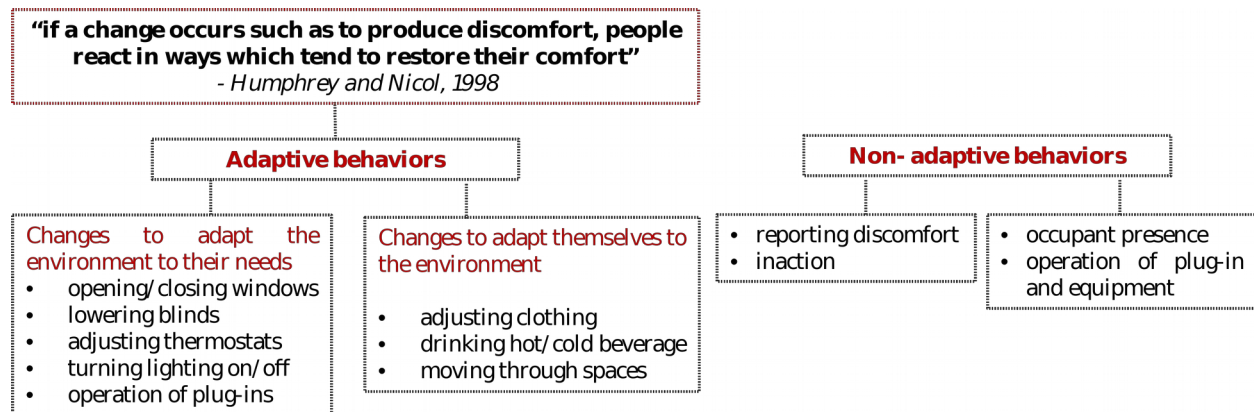 “if a change occurs such as to produce discomfort, people
react in ways which tend to restore their comfort”
- Humphrey and Nicol, 1998
Adaptive behaviors
Non- adaptive behaviors
Changes to adapt the
environment to their needs
• opening/closing windows
• lowering blinds
• adjusting thermostats
• turning lighting on/off
• operation of plug-ins
Changes to adapt themselves to
the environment
• adjusting clothing
• drinking hot/cold beverage
• moving through spaces
• reporting discomfort
• inaction
• occupant presence
• operation of plug-in
and equipment